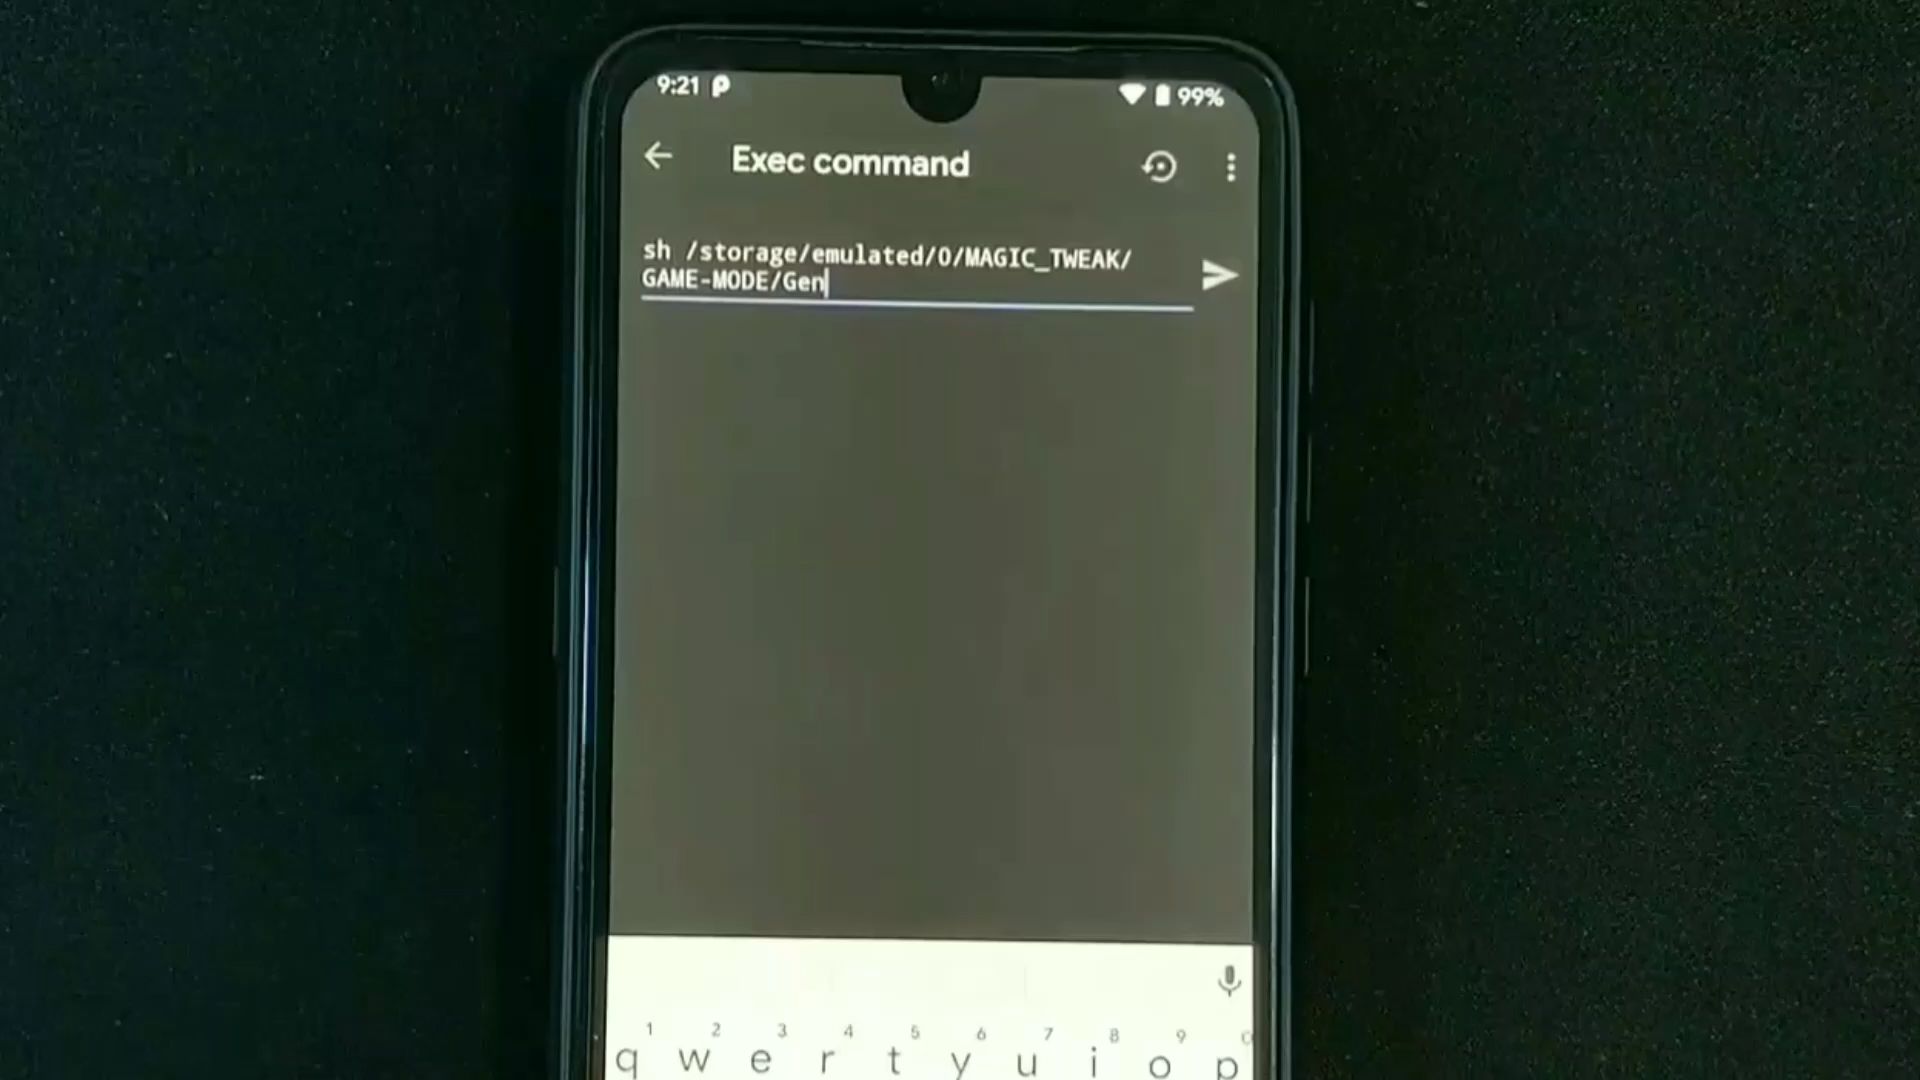 9:21 99%
Exec command
sh /storage/emulated/0/MAGIC_TWEAK/
GAME-MODE/Gen
1 2 3 4 5 6 7 8 9 0
q w e r t y u i o p